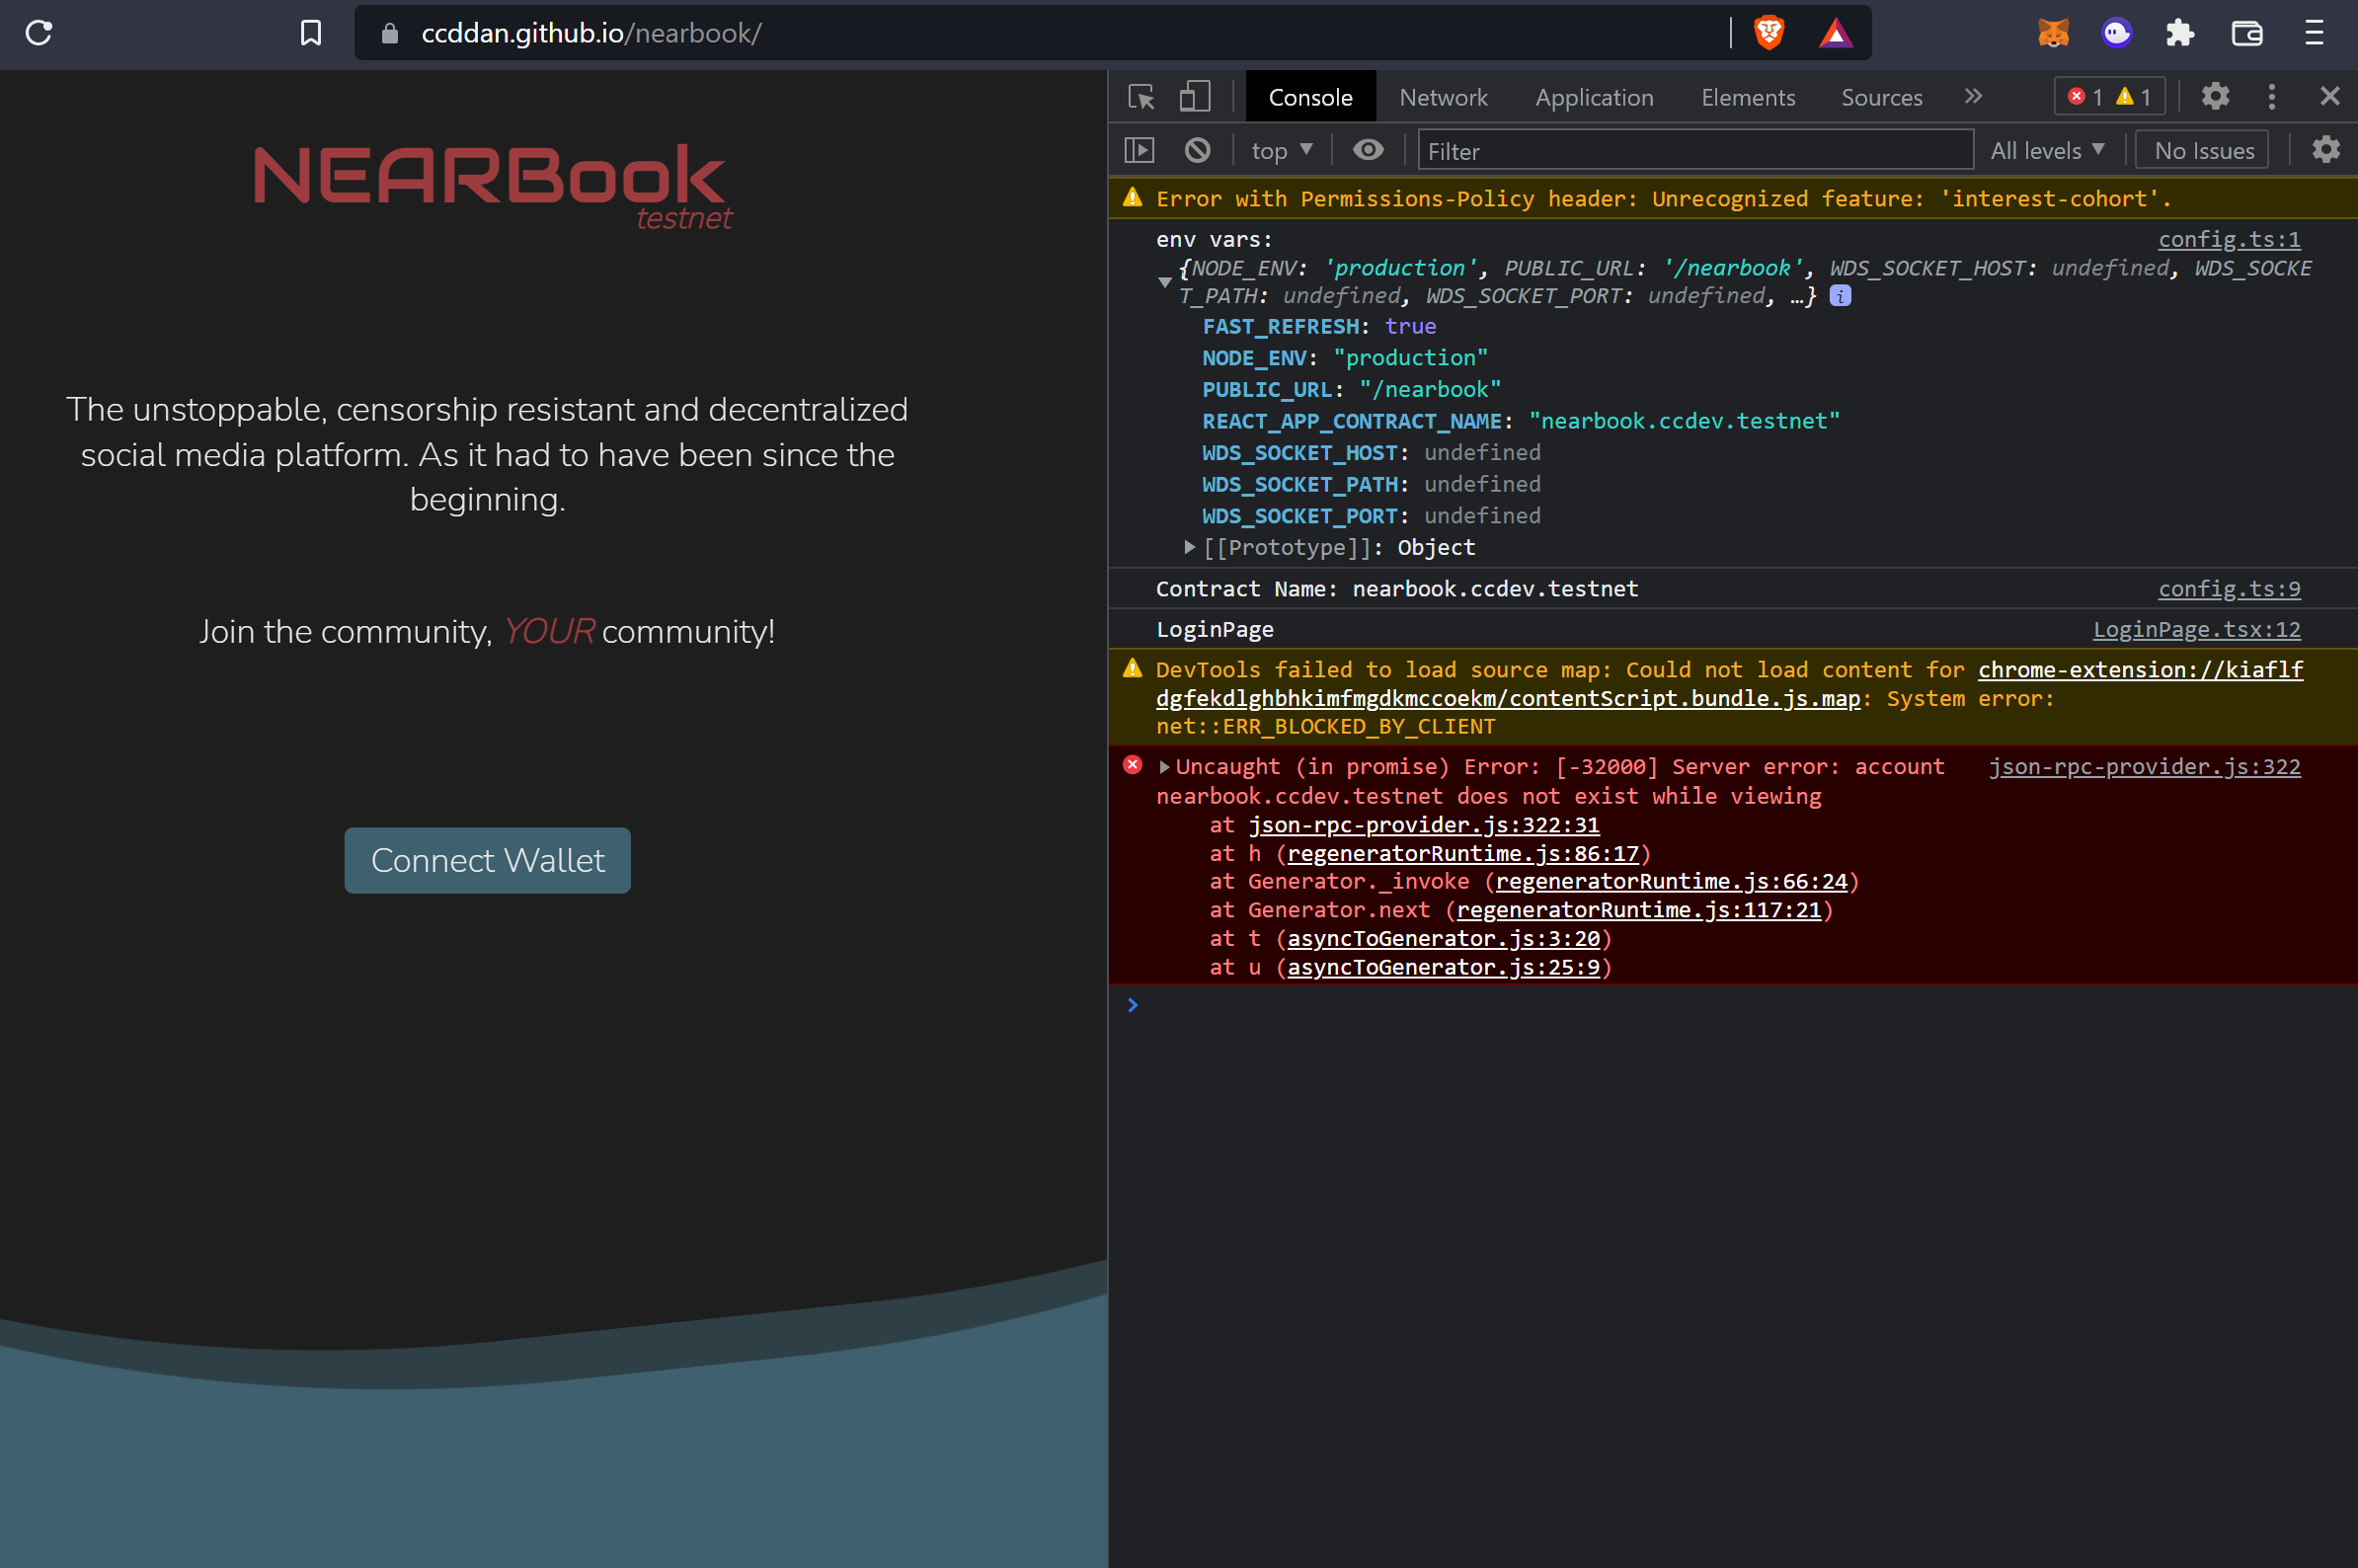 ccddan.github.io/nearbook/
NEARBook
testnet
The unstoppable, censorship resistant and decentralized
social media platform. As it had to have been since the
beginning.
Join the community, YOUR community!
Connect Wallet
Console Network Application Elements Sources 1 1
top Filter All levels No Issues
Error with Permissions-Policy header: Unrecognized feature: 'interest-cohort'.
env vars: config.ts:1
{NODE_ENV: 'production', PUBLIC_URL: '/nearbook', WDS_SOCKET_HOST: undefined, WDS_SOCKE
T_PATH: undefined, WDS_SOCKET_PORT: undefined, …} i
FAST_REFRESH: true
NODE_ENV: "production"
PUBLIC_URL: "/nearbook"
REACT_APP_CONTRACT_NAME: "nearbook.ccdev.testnet"
WDS_SOCKET_HOST: undefined
WDS_SOCKET_PATH: undefined
WDS_SOCKET_PORT: undefined
[[Prototype]]: Object
Contract Name: nearbook.ccdev.testnet config.ts:9
LoginPage LoginPage.tsx:12
DevTools failed to load source map: Could not load content for chrome-extension://kiaflf
dgfekdlghbhkimfmgdkmccoekm/contentScript.bundle.js.map: System error:
net::ERR_BLOCKED_BY_CLIENT
Uncaught (in promise) Error: [-32000] Server error: account json-rpc-provider.js:322
nearbook.ccdev.testnet does not exist while viewing
at json-rpc-provider.js:322:31
at h (regeneratorRuntime.js:86:17)
at Generator._invoke (regeneratorRuntime.js:66:24)
at Generator.next (regeneratorRuntime.js:117:21)
at t (asyncToGenerator.js:3:20)
at u (asyncToGenerator.js:25:9)